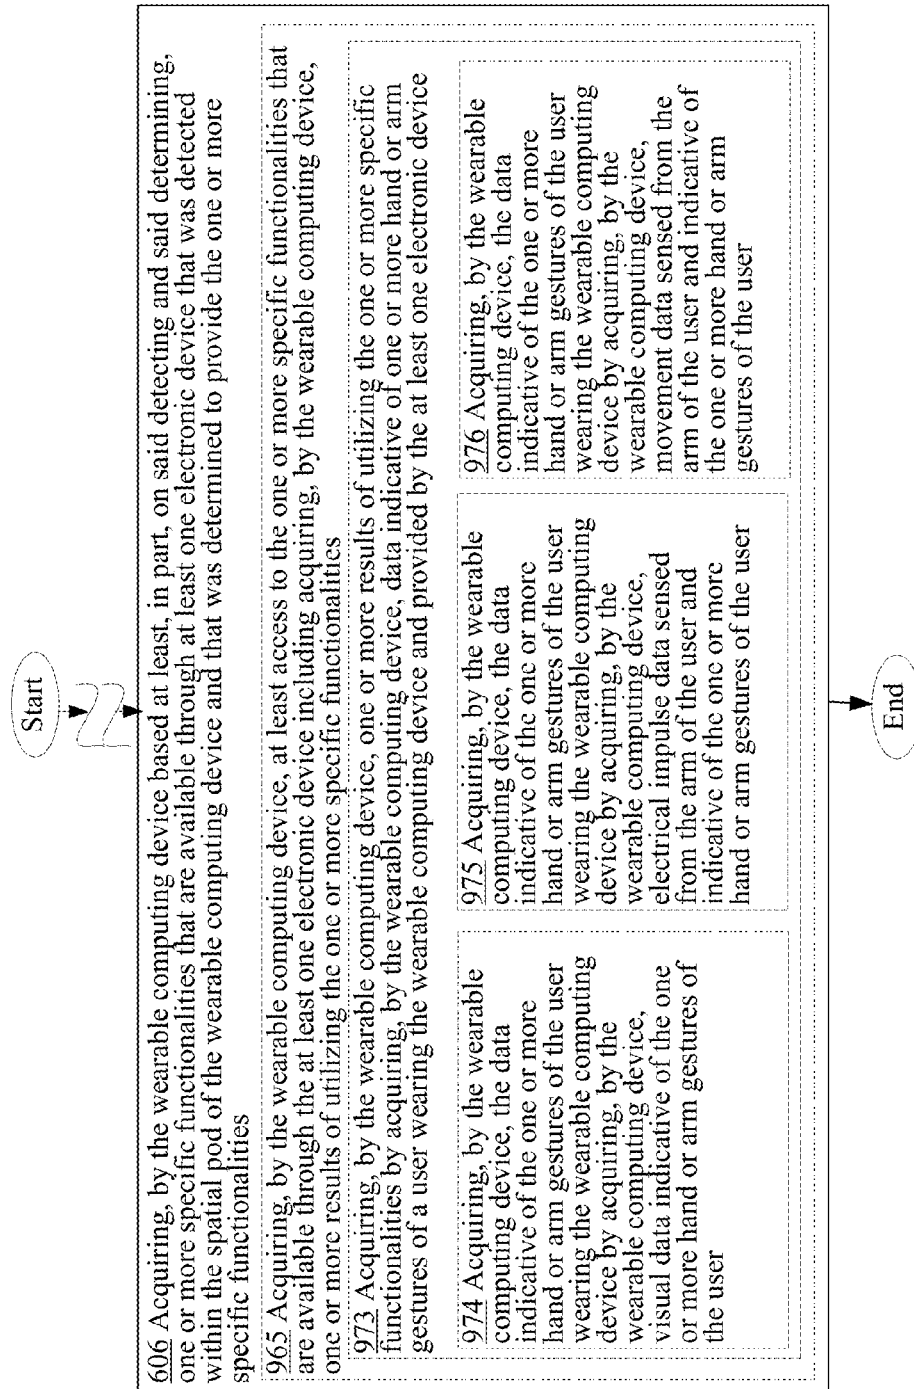 Start
606 Acquiring, by the wearable computing device based at least, in part, on said detecting and said determining,
one or more specific functionalities that are available through at least one electronic device that was detected
within the spatial pod of the wearable computing device and that was determined to provide the one or more
specific functionalities
965 Acquiring, by the wearable computing device, at least access to the one or more specific functionalities that
are available through the at least one electronic device including acquiring, by the wearable computing device,
one or more results of utilizing the one or more specific functionalities
973 Acquiring, by the wearable computing device, one or more results of utilizing the one or more specific
functionalities by acquiring, by the wearable computing device, data indicative of one or more hand or arm
gestures of a user wearing the wearable computing device and provided by the at least one electronic device
974 Acquiring, by the wearable
computing device, the data
indicative of the one or more
hand or arm gestures of the user
wearing the wearable computing
device by acquiring, by the
wearable computing device,
visual data indicative of the one
or more hand or arm gestures of
the user
975 Acquiring, by the wearable
computing device, the data
indicative of the one or more
hand or arm gestures of the user
wearing the wearable computing
device by acquiring, by the
wearable computing device,
electrical impulse data sensed
from the arm of the user and
indicative of the one or more
hand or arm gestures of the user
976 Acquiring, by the wearable
computing device, the data
indicative of the one or more
hand or arm gestures of the user
wearing the wearable computing
device by acquiring, by the
wearable computing device,
movement data sensed from the
arm of the user and indicative of
the one or more hand or arm
gestures of the user
End